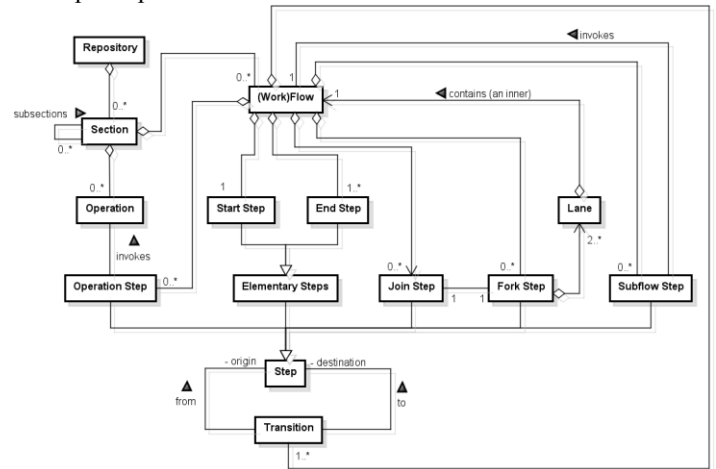 invokes
Repository
0..*
1
(Work)Flow
1
contains (an inner)
0..*
subsections
Section
0..*
0..*
1
1..*
Operation
Start Step
End Step
Lane
invokes
2..*
0..*
0..*
0..*
0..*
Operation Step
Elementary Steps
Join Step
1
1
Fork Step
Subflow Step
- origin
- destination
Step
from
to
Transition
1..*